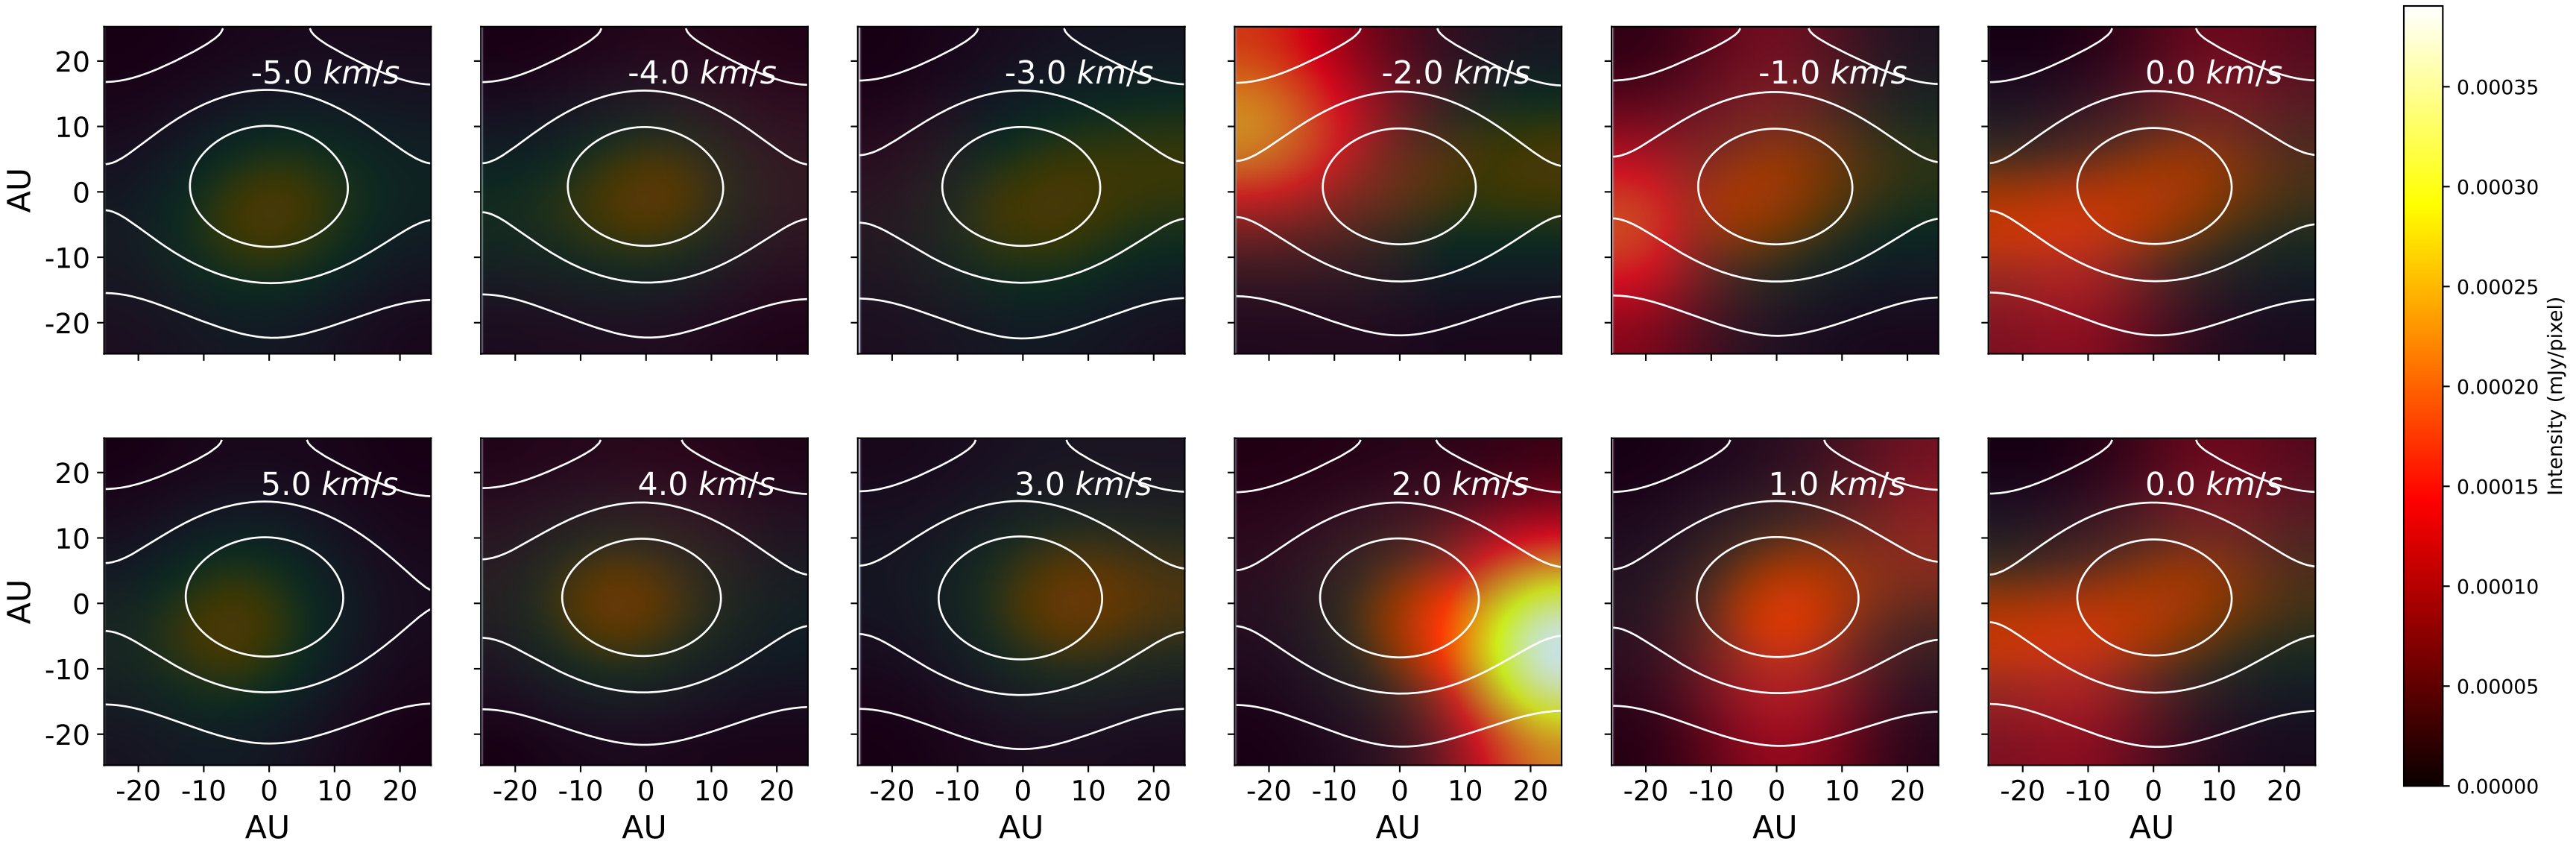 -5.0 km/s
-4.0 km/s
-3.0 km/s
-2.0 km/s
-1.0 km/s
0.0 km/s
20
10
0
-10
-20
AU
5.0 km/s
4.0 km/s
3.0 km/s
2.0 km/s
1.0 km/s
0.0 km/s
20
10
0
-10
-20
AU
-20 -10 0 10 20
-20 -10 0 10 20
-20 -10 0 10 20
-20 -10 0 10 20
-20 -10 0 10 20
-20 -10 0 10 20
AU
AU
AU
AU
AU
AU
0.00035
0.00030
0.00025
0.00020
0.00015
0.00010
0.00005
0.00000
Intensity (mJy/pixel)